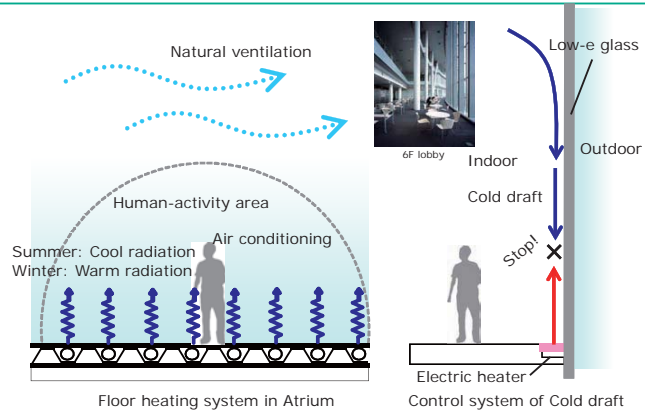 Natural ventilation
Human-activity area
Air conditioning
Summer: Cool radiation
Winter: Warm radiation
Floor heating system in Atrium
6F lobby
Low-e glass
Indoor
Outdoor
Cold draft
Stop!
Electric heater
Control system of Cold draft